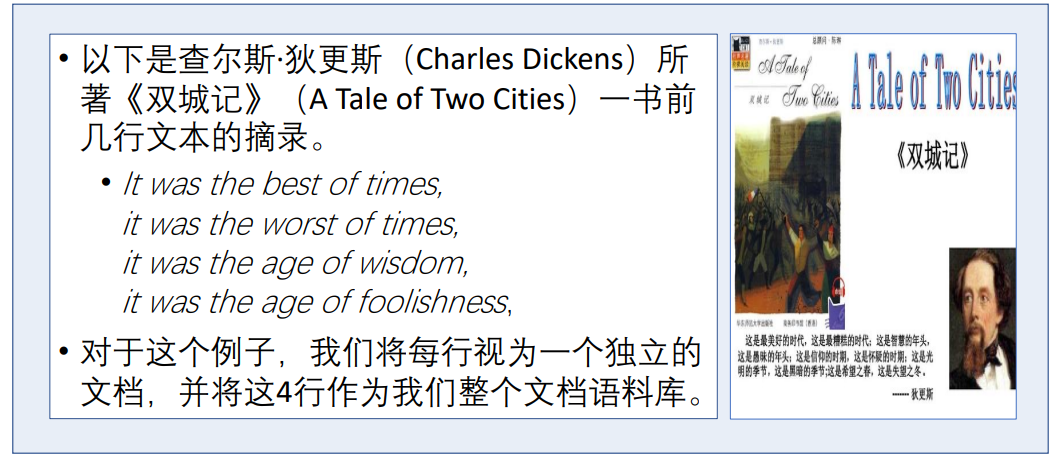 • 以下是查尔斯·狄更斯（Charles Dickens）所
著《双城记》（A Tale of Two Cities）一书前
几行文本的摘录。
• It was the best of times,
it was the worst of times,
it was the age of wisdom,
it was the age of foolishness,
• 对于这个例子，我们将每行视为一个独立的
文档，并将这4行作为我们整个文档语料库。
A Tale of
Two Cities
双城记
A Tale of Two Cities
《双城记》
华东师范大学出版社
这是最美好的时代，这是最糟糕的时代；这是智慧的年头，
这是愚昧的年头；这是信仰的时期，这是怀疑的时期；这是光
明的季节，这是黑暗的季节;这是希望之春，这是失望之冬。
------- 狄更斯